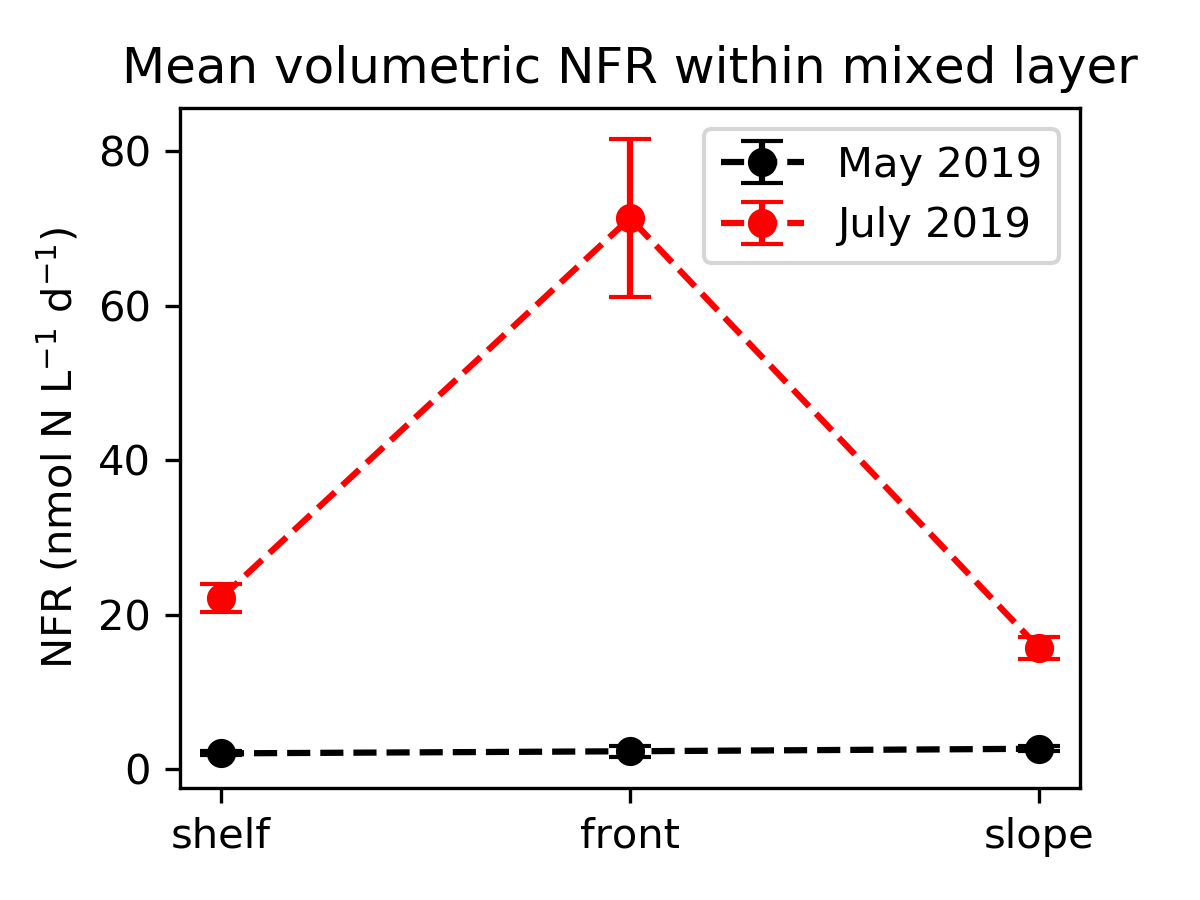 Mean volumetric NFR within mixed layer
NFR (nmol N L⁻¹ d⁻¹)
80
60
40
20
0
May 2019
July 2019
shelf front slope